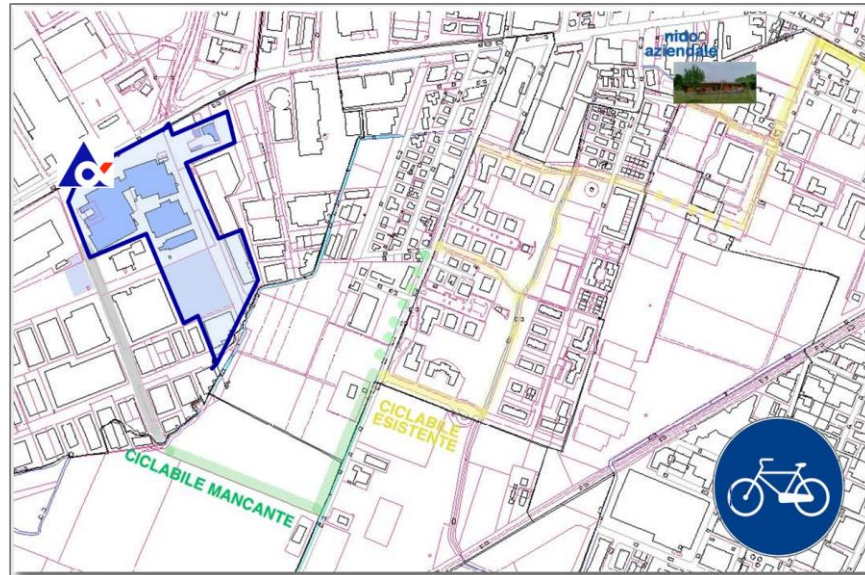 nido
aziendale
CICLABILE
ESISTENTE
CICLABILE MANCANTE